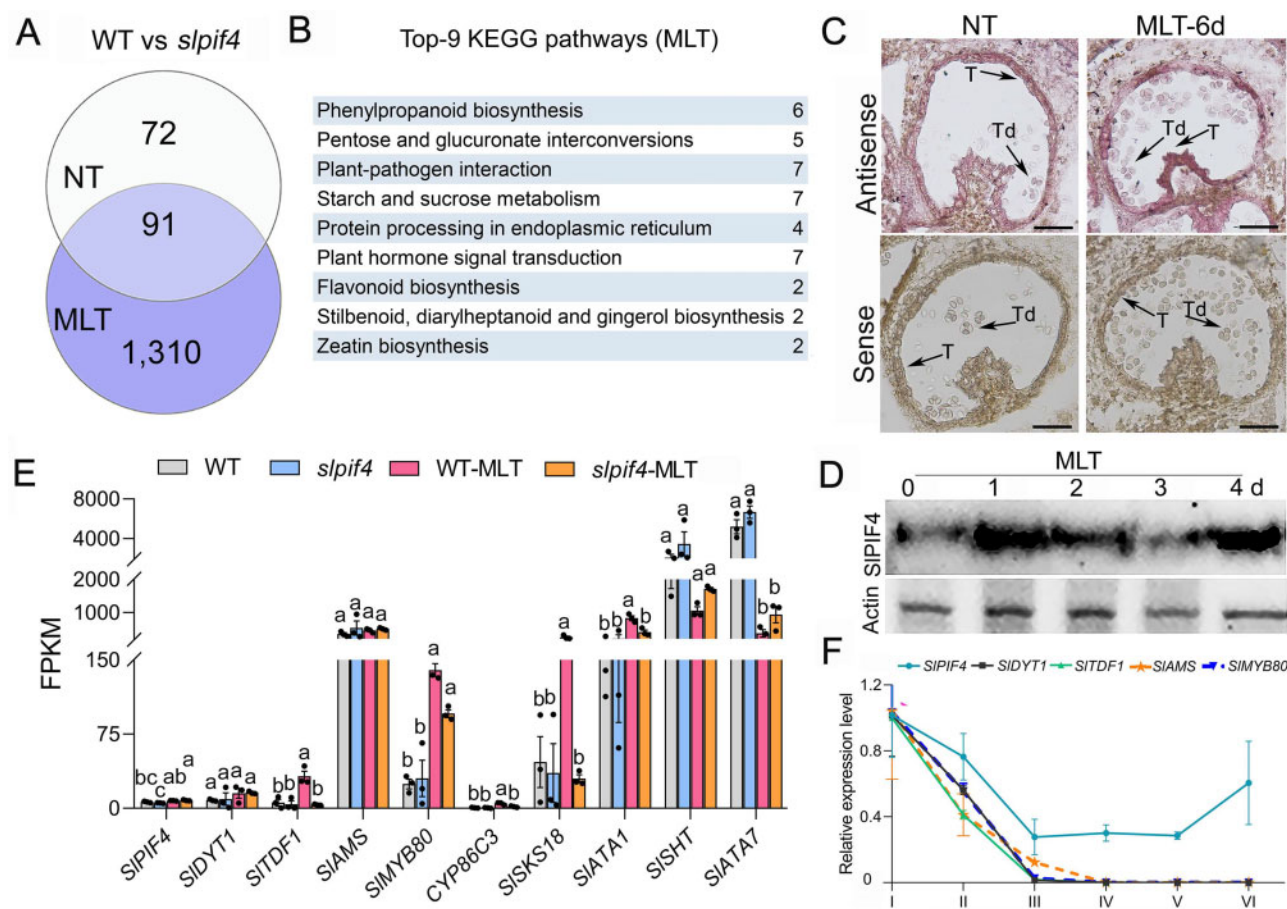 A
WT vs slpif4
72
NT
91
MLT
1,310
B
Top-9 KEGG pathways (MLT)
Phenylpropanoid biosynthesis 6
Pentose and glucuronate interconversions 5
Plant-pathogen interaction 7
Starch and sucrose metabolism 7
Protein processing in endoplasmic reticulum 4
Plant hormone signal transduction 7
Flavonoid biosynthesis 2
Stilbenoid, diarylheptanoid and gingerol biosynthesis 2
Zeatin biosynthesis 2
C
NT MLT-6d
Antisense
T
Td
Td T
Sense
Td
T
T Td
E
WT slpif4 WT-MLT slpif4-MLT
FPKM
8000
4000
2000
1000
150
75
0
bc c ab a
a a a a
b b a b
a a a a
b b a a
b b a b
b b a b
b b a b
a a a a
a a b b
SlPIF4 SlDYT1 SlTDF1 SlAMS SlMYB80 CYP86C3 SlSKS18 SlATA1 SlSHT SlATA7
D
MLT
0 1 2 3 4 d
SlPIF4
Actin
F
SlPIF4 SlDYT1 SlTDF1 SlAMS SlMYB80
Relative expression level
1.2
0.8
0.4
0
I II III IV V VI